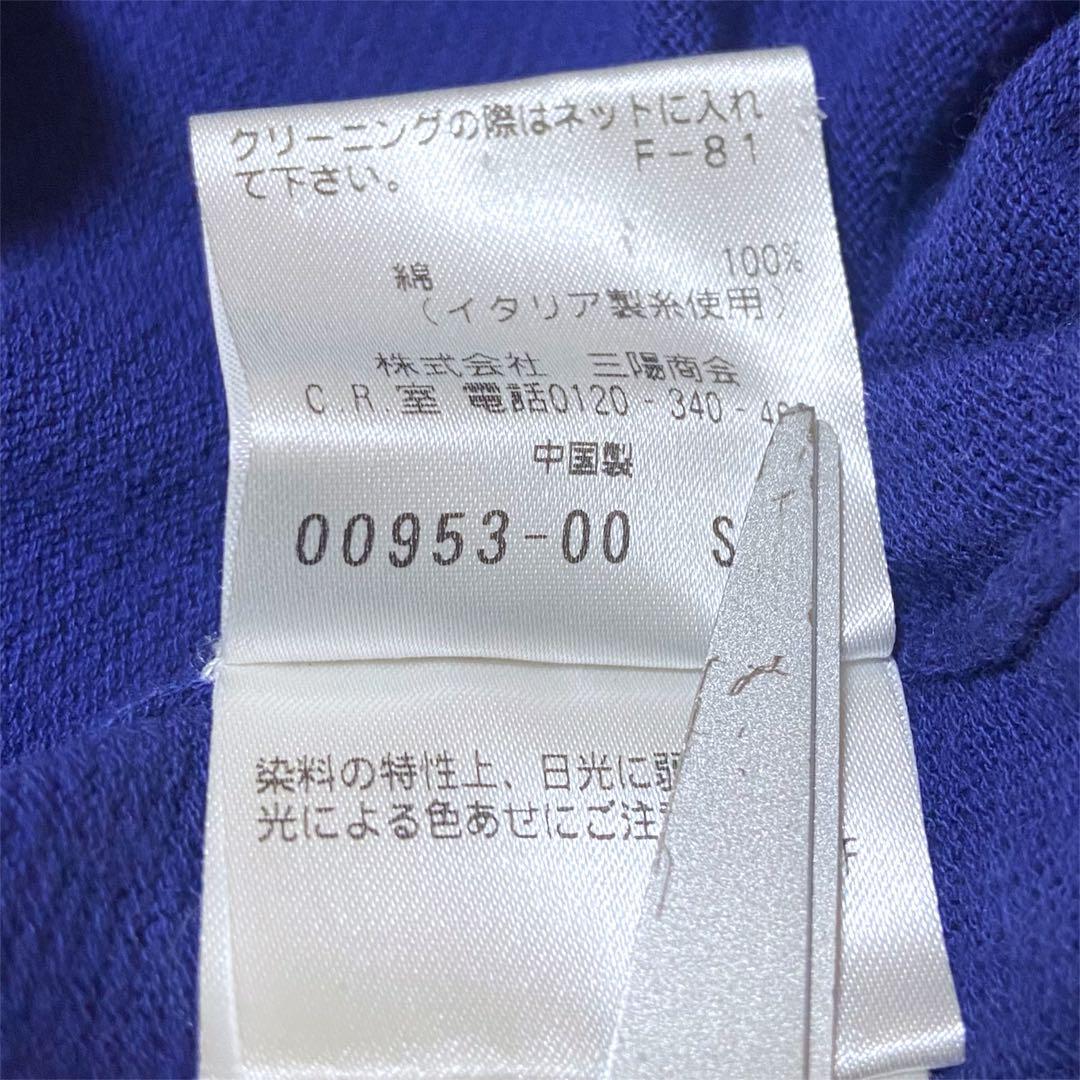 クリーニングの際はネットに入れ
て下さい。 F-81
綿 100%
(イタリア製糸使用)
株式会社 三陽商会
C R.室 電話0120-340-4
中国製
00953-00 S
染料の特性上、日光に弱
光による色あせにご注
F